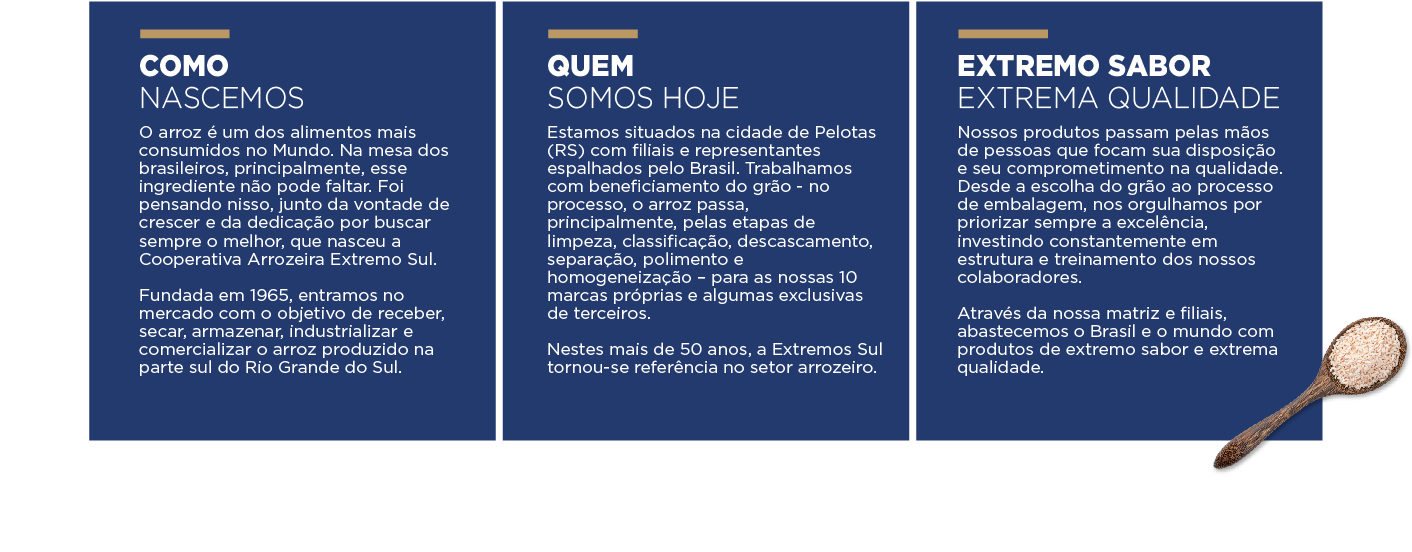 COMO
NASCEMOS
O arroz é um dos alimentos mais
consumidos no Mundo. Na mesa dos
brasileiros, principalmente, esse
ingrediente não pode faltar. Foi
pensando nisso, junto da vontade de
crescer e da dedicação por buscar
sempre o melhor, que nasceu a
Cooperativa Arrozeira Extremo Sul.
Fundada em 1965, entramos no
mercado com o objetivo de receber,
secar, armazenar, industrializar e
comercializar o arroz produzido na
parte sul do Rio Grande do Sul.
QUEM
SOMOS HOJE
Estamos situados na cidade de Pelotas
(RS) com filiais e representantes
espalhados pelo Brasil. Trabalhamos
com beneficiamento do grão - no
processo, o arroz passa,
principalmente, pelas etapas de
limpeza, classificação, descascamento,
separação, polimento e
homogeneização – para as nossas 10
marcas próprias e algumas exclusivas
de terceiros.
Nestes mais de 50 anos, a Extremos Sul
tornou-se referência no setor arrozeiro.
EXTREMO SABOR
EXTREMA QUALIDADE
Nossos produtos passam pelas mãos
de pessoas que focam sua disposição
e seu comprometimento na qualidade.
Desde a escolha do grão ao processo
de embalagem, nos orgulhamos por
priorizar sempre a excelência,
investindo constantemente em
estrutura e treinamento dos nossos
colaboradores.
Através da nossa matriz e filiais,
abastecemos o Brasil e o mundo com
produtos de extremo sabor e extrema
qualidade.